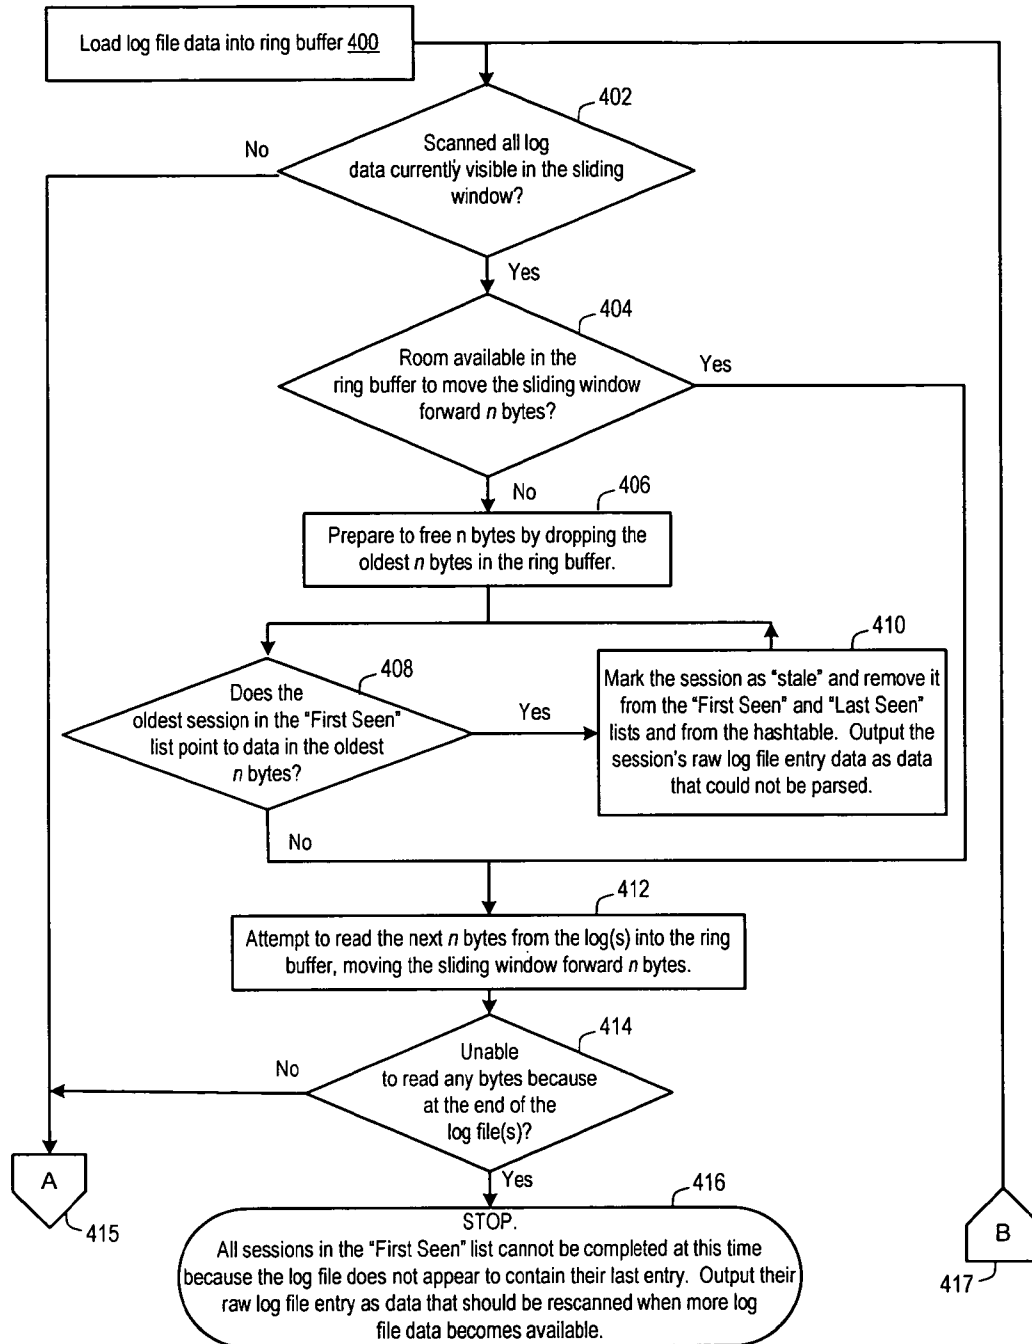 Load log file data into ring buffer 400
402
Scanned all log
data currently visible in the sliding
window?
No
Yes
404
Room available in the
ring buffer to move the sliding window
forward n bytes?
Yes
No
406
Prepare to free n bytes by dropping the
oldest n bytes in the ring buffer.
408
Does the
oldest session in the "First Seen"
list point to data in the oldest
n bytes?
Yes
410
Mark the session as "stale" and remove it
from the "First Seen" and "Last Seen"
lists and from the hashtable. Output the
session's raw log file entry data as data
that could not be parsed.
No
412
Attempt to read the next n bytes from the log(s) into the ring
buffer, moving the sliding window forward n bytes.
414
Unable
to read any bytes because
at the end of the
log file(s)?
No
Yes
A
415
416
STOP.
All sessions in the "First Seen" list cannot be completed at this time
because the log file does not appear to contain their last entry. Output their
raw log file entry as data that should be rescanned when more log
file data becomes available.
B
417